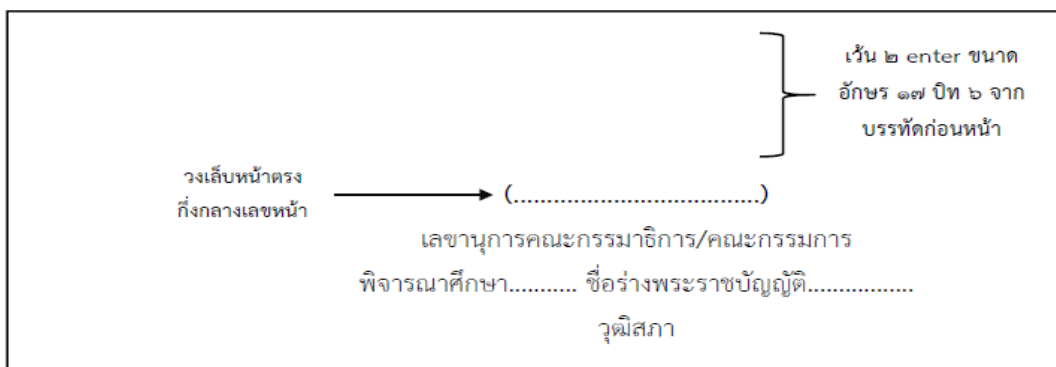 เว้น ๒ enter ขนาด
อักษร ๑๗ ปิท ๖ จาก
บรรทัดก่อนหน้า
วงเล็บหน้าตรง
กึ่งกลางเลขหน้า
(.....................................)
เลขานุการคณะกรรมาธิการ/คณะกรรมการ
พิจารณาศึกษา........... ชื่อร่างพระราชบัญญัติ.................
วุฒิสภา